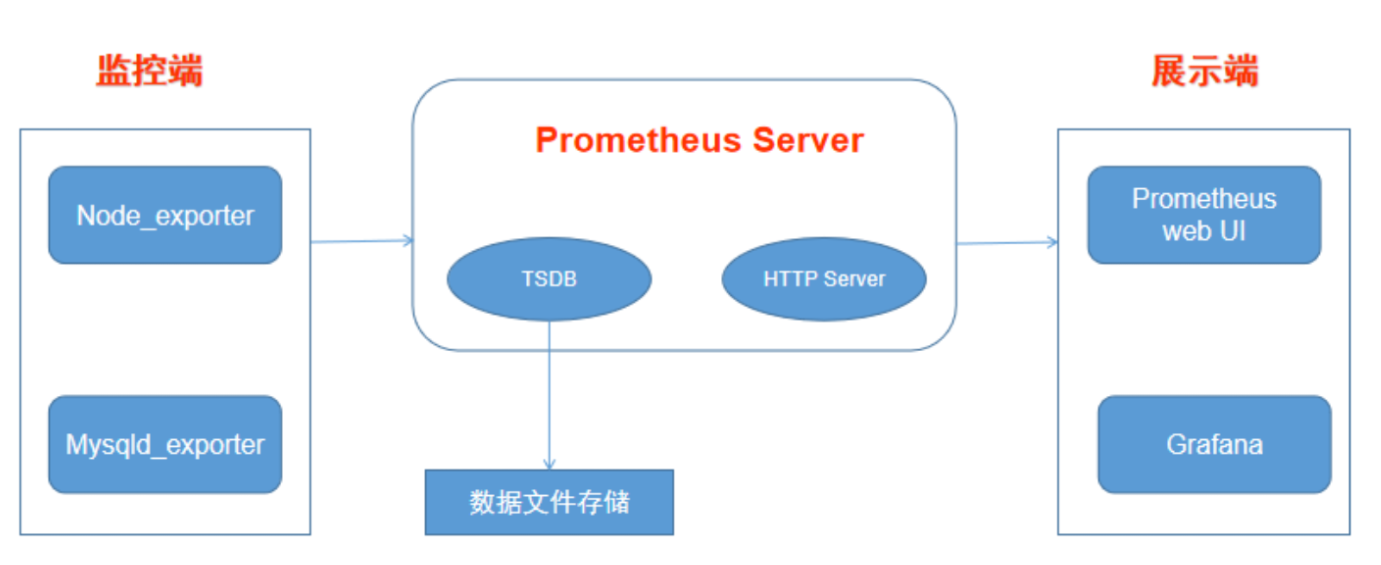 监控端
Node_exporter
Mysqld_exporter
Prometheus Server
TSDB
HTTP Server
数据文件存储
展示端
Prometheus
web UI
Grafana